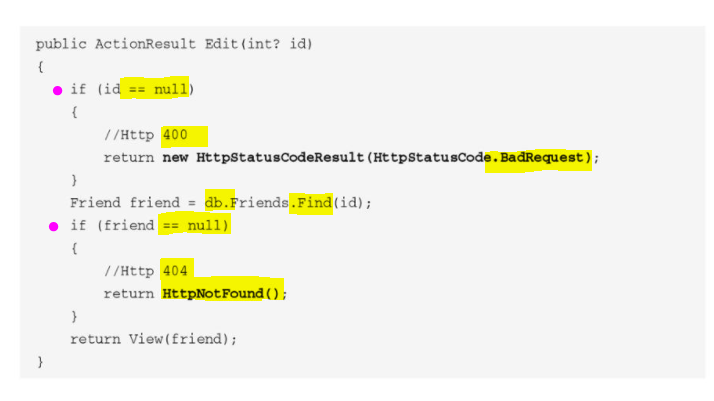 public ActionResult Edit(int? id)
{
if (id == null)
{
//Http 400
return new HttpStatusCodeResult(HttpStatusCode.BadRequest);
}
Friend friend = db.Friends.Find(id);
if (friend == null)
{
//Http 404
return HttpNotFound();
}
return View(friend);
}